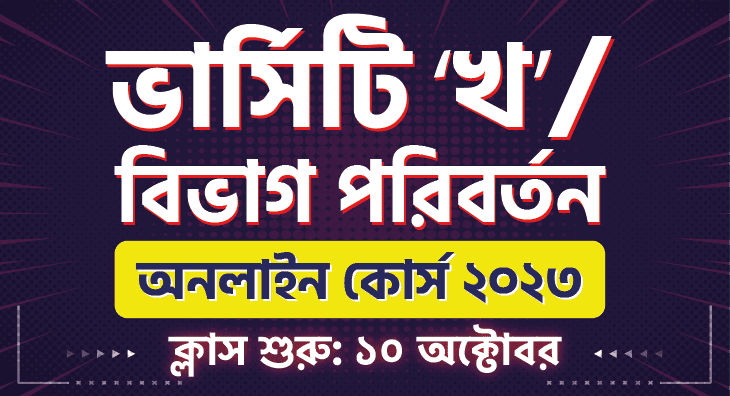 ভার্সিটি ‘খ’/
বিভাগ পরিবর্তন
অনলাইন কোর্স ২০২৩
ক্লাস শুরু: ১০ অক্টোবর